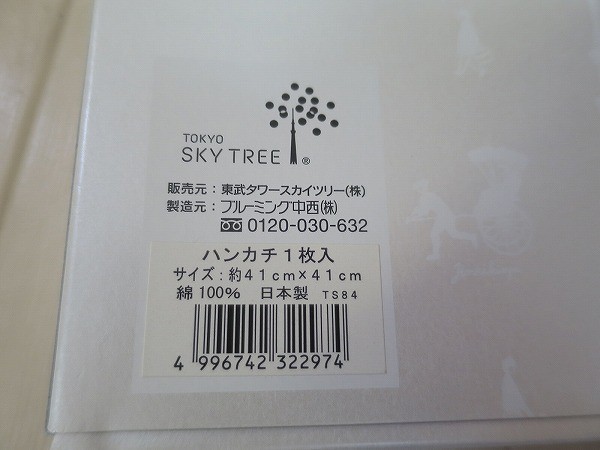 TOKYO
SKY TREE ®
販売元：東武タワースカイツリー(株)
製造元：ブルーミング中西(株)
0120-030-632
ハンカチ１枚入
サイズ：約４１ｃｍ×４１ｃｍ
綿 100%　日本製　TS84
4 996742 322974